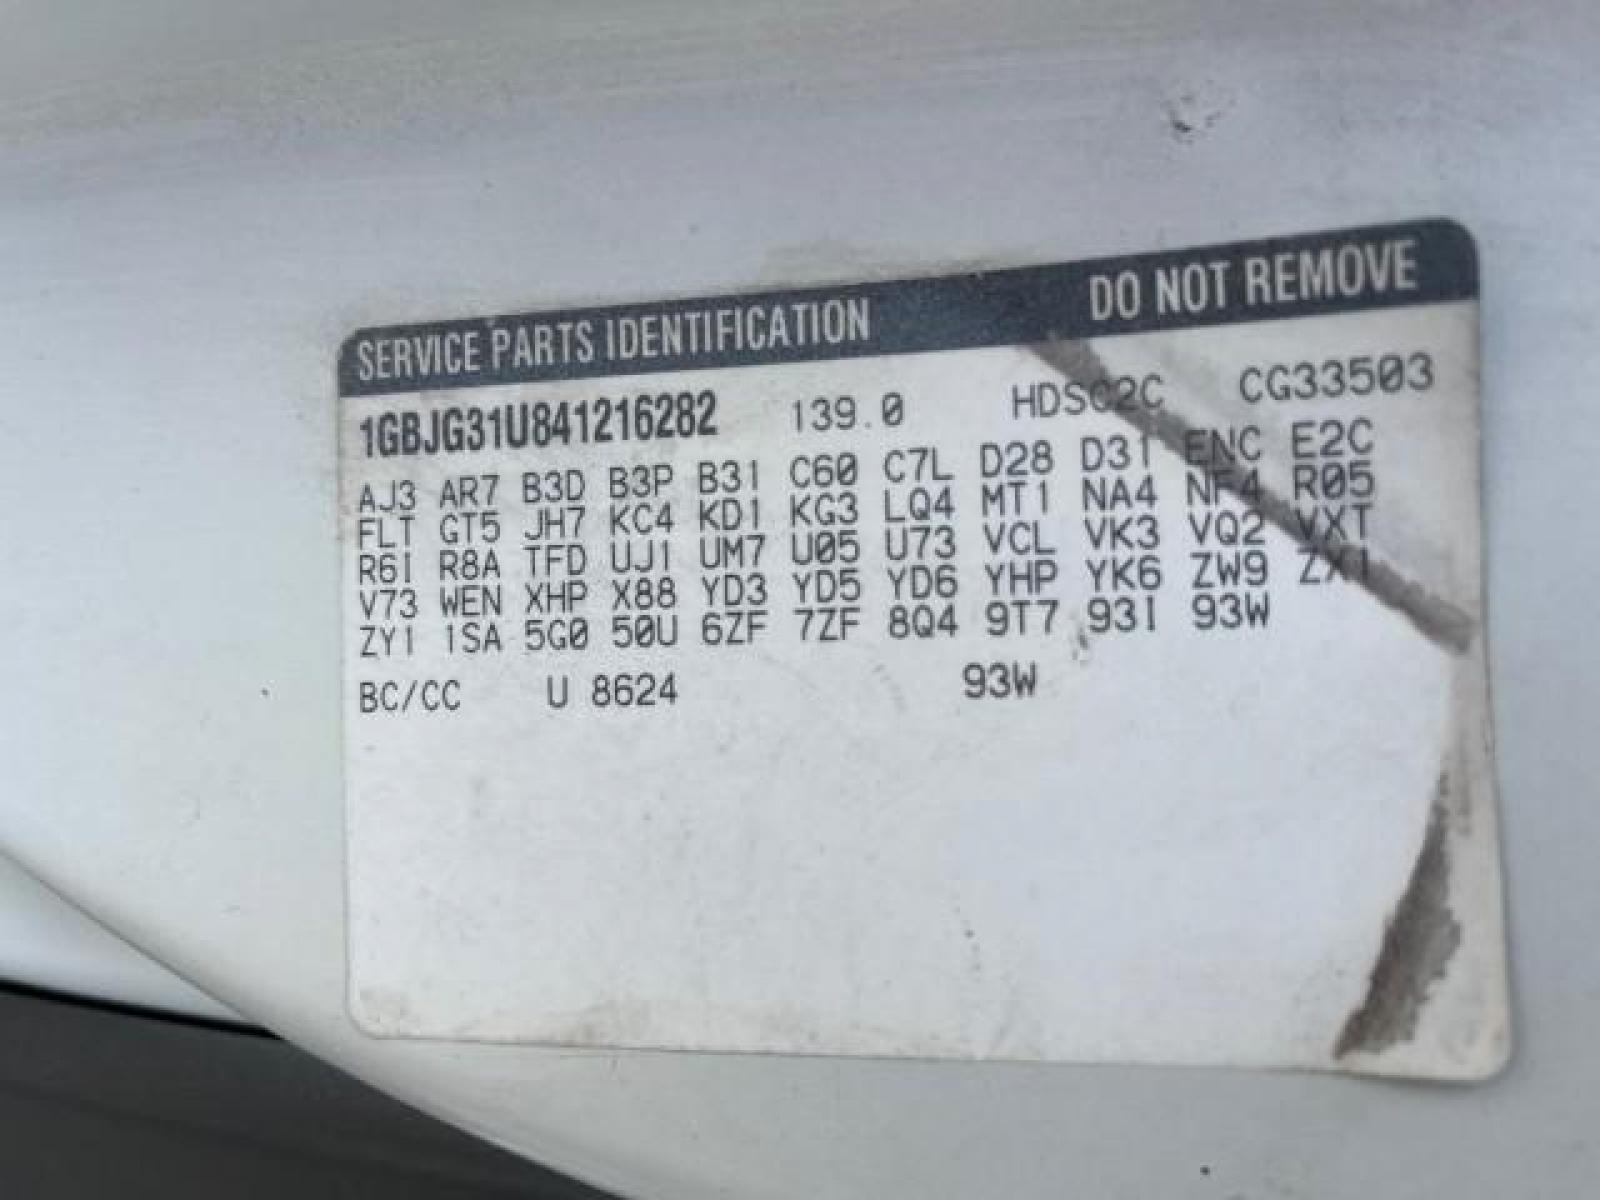 SERVICE PARTS IDENTIFICATION DO NOT REMOVE
1GBJG31U841216282 139.0 HDSC2C CG33503
AJ3 AR7 B3D B3P B31 C60 C7L D28 D31 ENC E2C
FLT GT5 JH7 KC4 KD1 KG3 LQ4 MT1 NA4 NF4 R05
R6I R8A TFD UJ1 UM7 U05 U73 VCL VK3 VQ2 VXT
V73 WEN XHP X88 YD3 YD5 YD6 YHP YK6 ZW9 ZX1
ZY1 1SA 5G0 50U 6ZF 7ZF 8Q4 9T7 93I 93W
BC/CC U 8624 93W